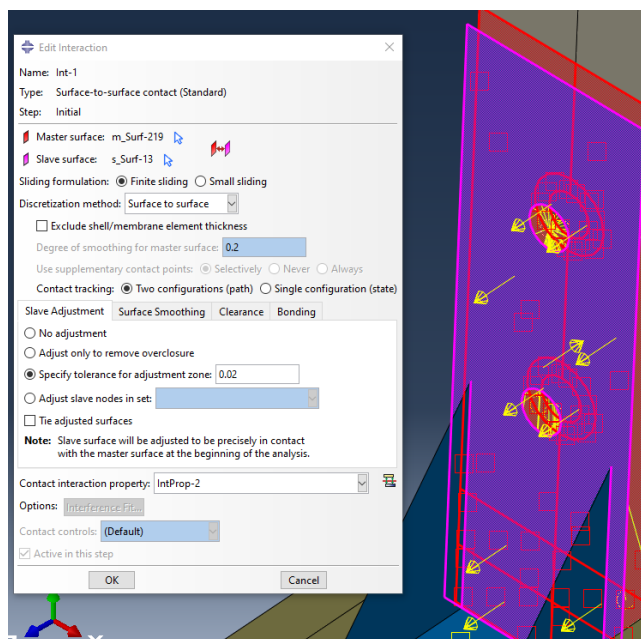 Edit Interaction
Name: Int-1
Type: Surface-to-surface contact (Standard)
Step: Initial
Master surface: m_Surf-219
Slave surface: s_Surf-13
Sliding formulation: Finite sliding Small sliding
Discretization method: Surface to surface
Exclude shell/membrane element thickness
Degree of smoothing for master surface: 0.2
Use supplementary contact points: Selectively Never Always
Contact tracking: Two configurations (path) Single configuration (state)
Slave Adjustment Surface Smoothing Clearance Bonding
No adjustment
Adjust only to remove overclosure
Specify tolerance for adjustment zone: 0.02
Adjust slave nodes in set:
Tie adjusted surfaces
Note: Slave surface will be adjusted to be precisely in contact
with the master surface at the beginning of the analysis.
Contact interaction property: IntProp-2
Options: Interference Fit...
Contact controls: (Default)
Active in this step
OK Cancel